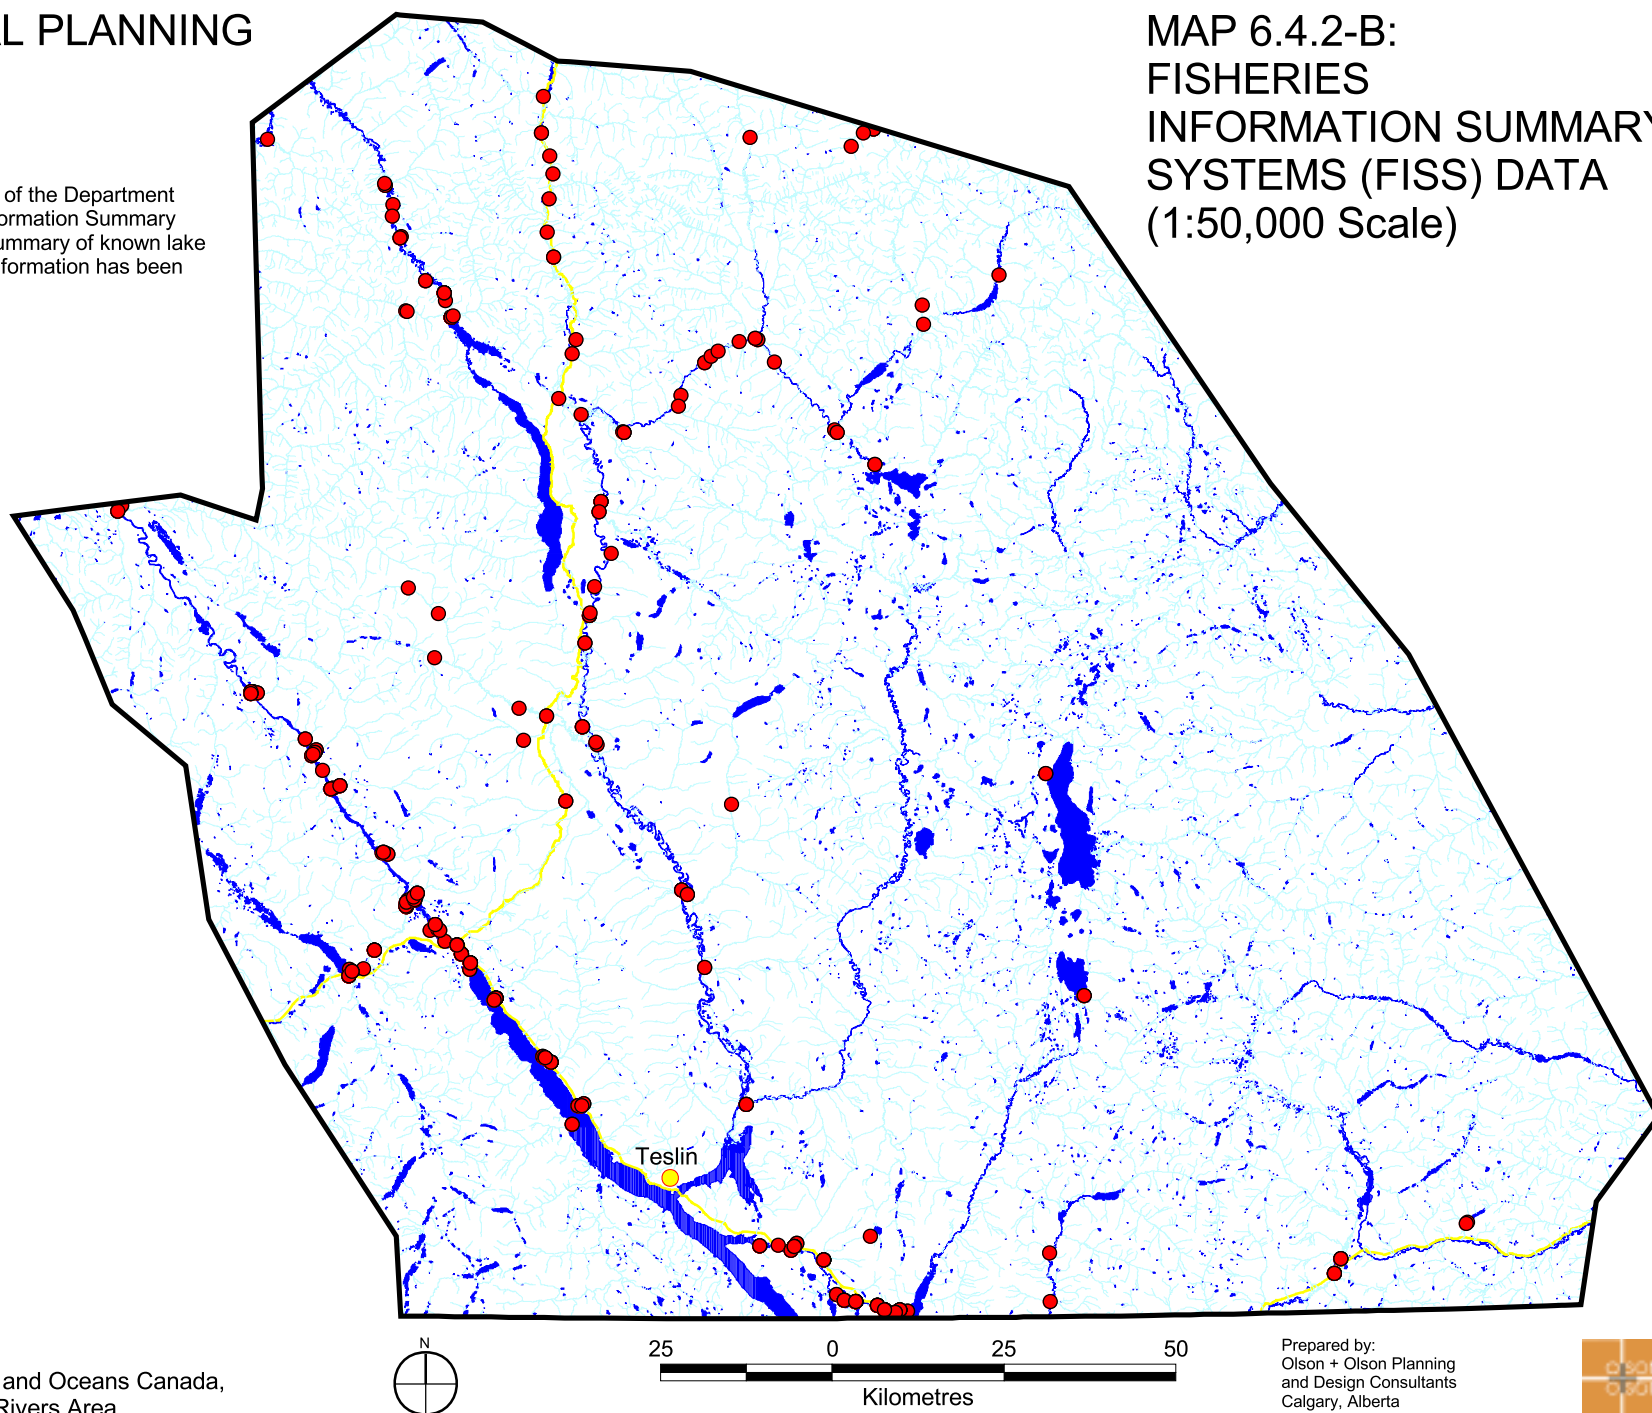 L PLANNING
MAP 6.4.2-B:
FISHERIES
INFORMATION SUMMARY
SYSTEMS (FISS) DATA
(1:50,000 Scale)
of the Department
ormation Summary
ummary of known lake
formation has been
Teslin
N
25 0 25 50
Kilometres
Prepared by:
Olson + Olson Planning
and Design Consultants
Calgary, Alberta
and Oceans Canada,
Rivers Area